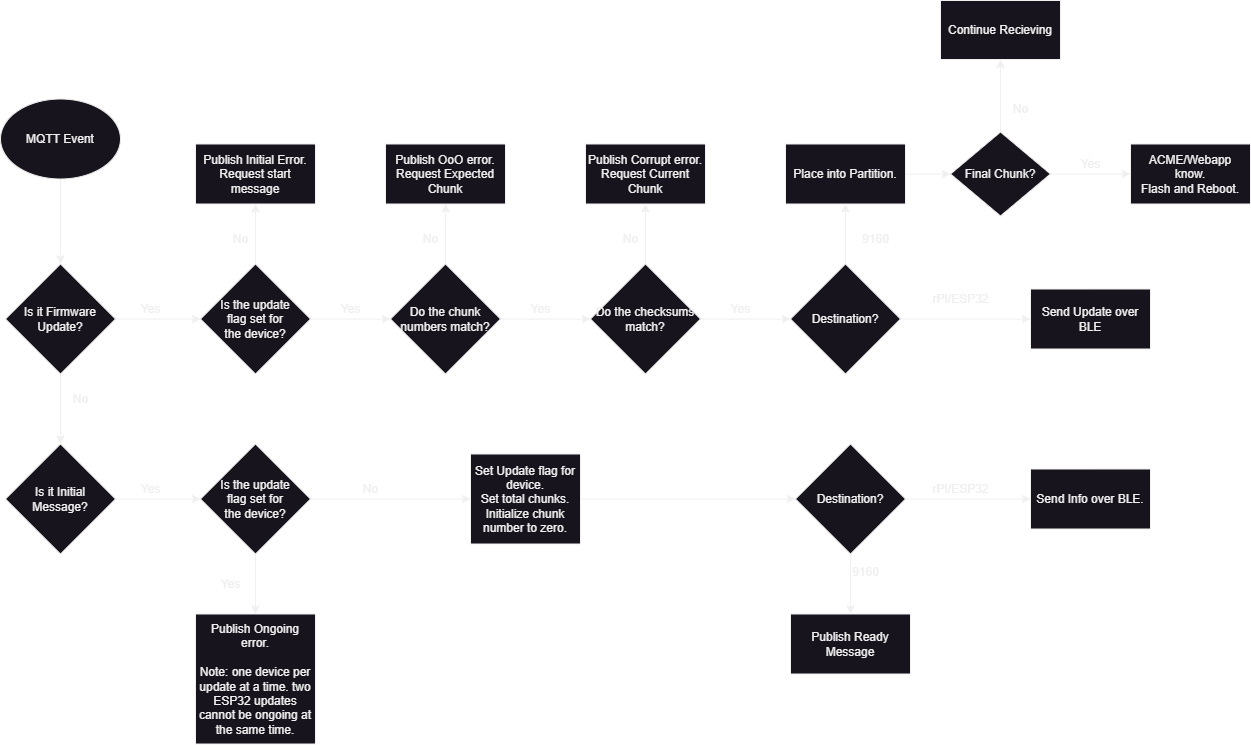 Continue Recieving
No
MQTT Event
Publish Initial Error.
Request start
message
Publish OoO error.
Request Expected
Chunk
Publish Corrupt error.
Request Current
Chunk
Place into Partition.
Final Chunk?
Yes
ACME/Webapp
know.
Flash and Reboot.
No
No
No
9160
Is it Firmware
Update?
Yes
Is the update
flag set for
the device?
Yes
Do the chunk
numbers match?
Yes
Do the checksums
match?
Yes
Destination?
rPI/ESP32
Send Update over
BLE
No
Is it Initial
Message?
Yes
Is the update
flag set for
the device?
No
Set Update flag for
device.
Set total chunks.
Initialize chunk
number to zero.
Destination?
rPI/ESP32
Send Info over BLE.
Yes
9160
Publish Ongoing
error.
Note: one device per
update at a time. two
ESP32 updates
cannot be ongoing at
the same time.
Publish Ready
Message